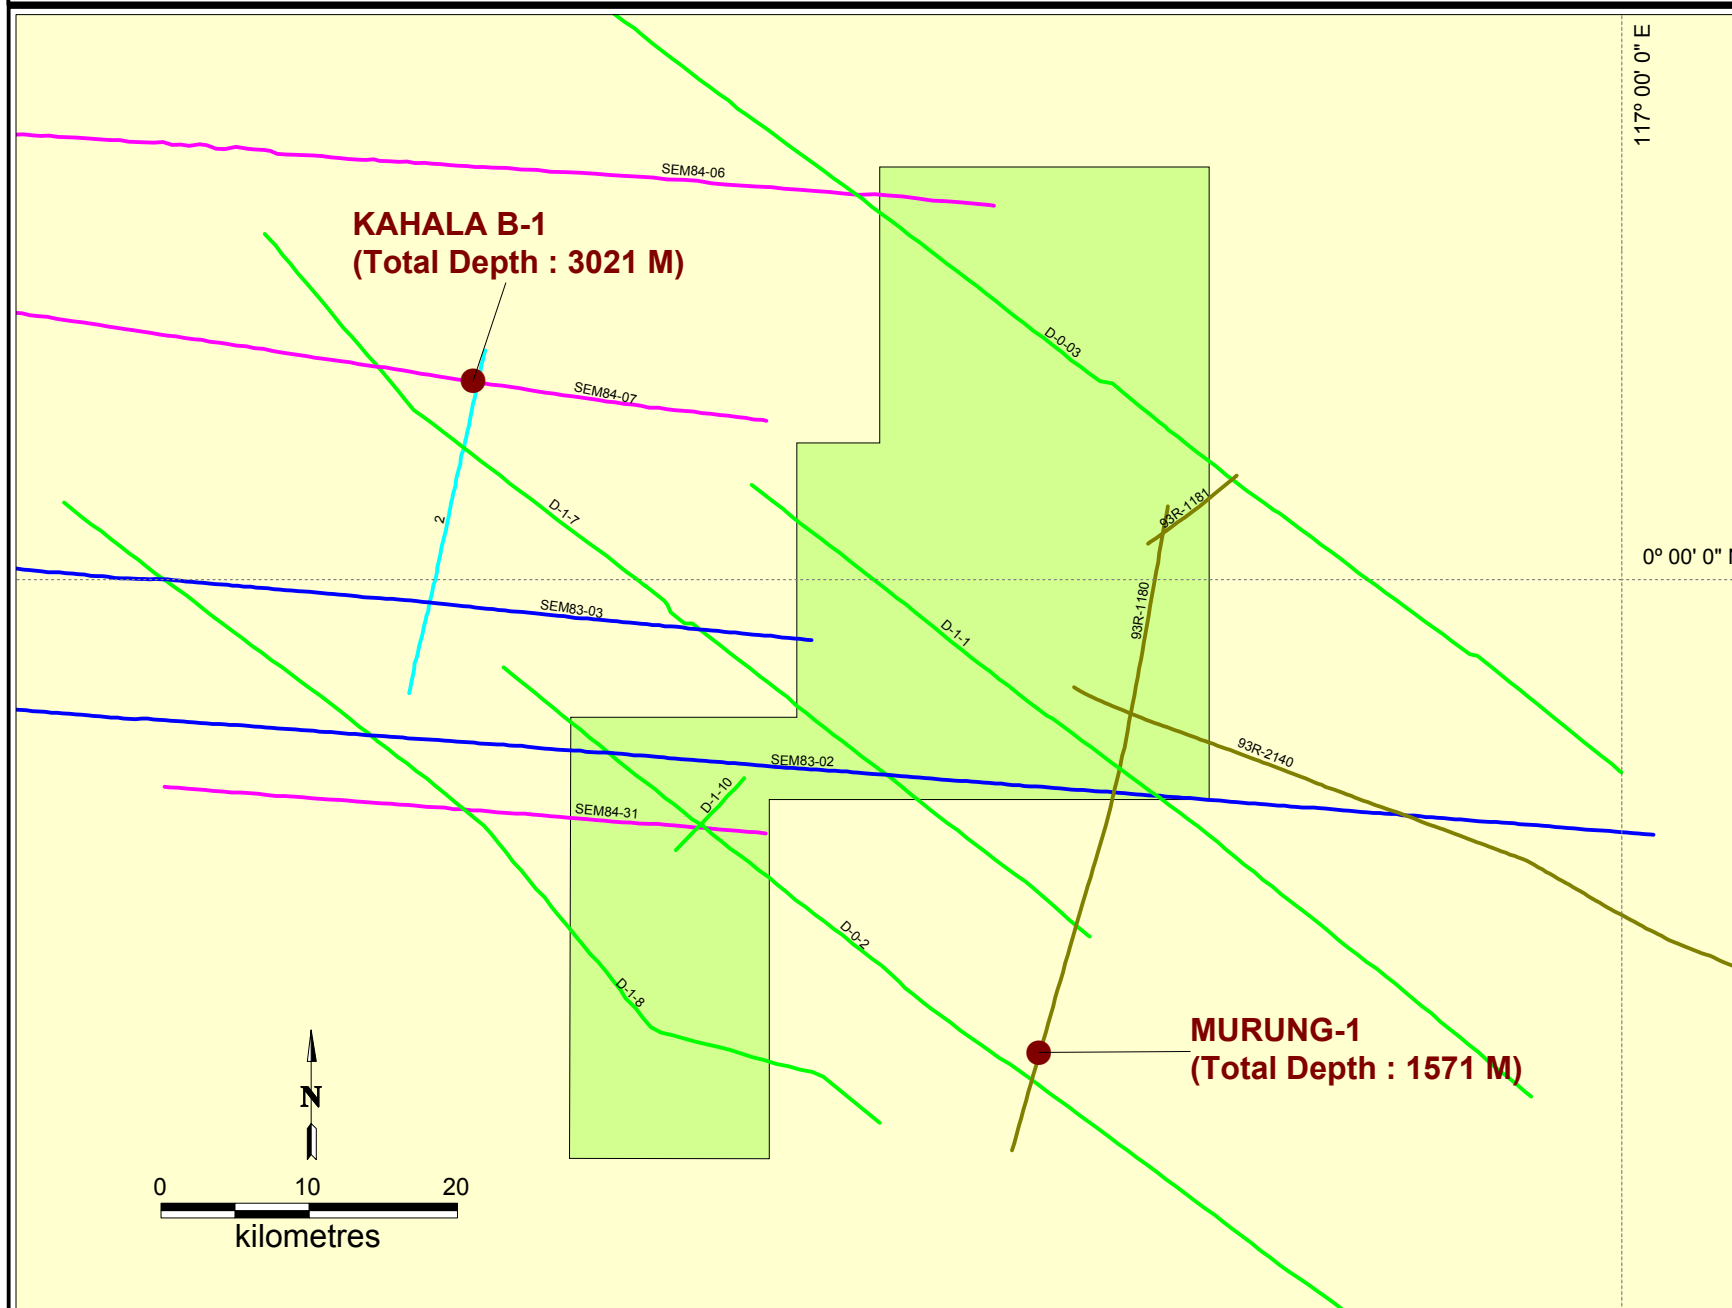 117º 00' 0" E
SEM84-06
KAHALA B-1
(Total Depth : 3021 M)
D-0-03
SEM84-07
93R-1181
2
D-1-7
0º 00' 0"
93R-1180
SEM83-03
D-1-1
93R-2140
SEM83-02
D-1-10
SEM84-31
D-0-2
D-1-8
MURUNG-1
(Total Depth : 1571 M)
N
0 10 20
kilometres